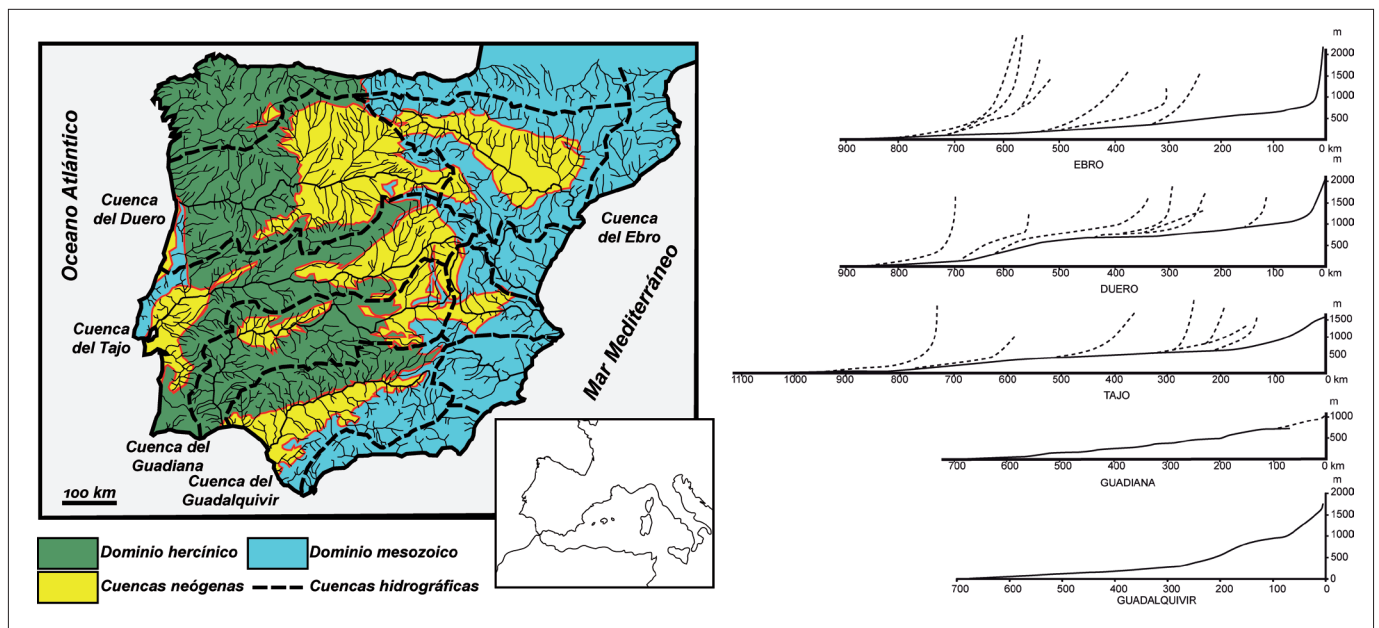 Oceano Atlántico
Cuenca
del Duero
Cuenca
del Tajo
Cuenca del
Guadiana
Cuenca del
Guadalquivir
Cuenca
del Ebro
Mar Mediterráneo
100 km
Dominio hercínico
Dominio mesozoico
Cuencas neógenas
Cuencas hidrográficas
m
2000
1500
1000
500
900 800 700 600 500 400 300 200 100 0 km
EBRO
m
2000
1500
1000
500
900 800 700 600 500 400 300 200 100 0 km
DUERO
m
1500
1000
500
0
1100 1000 900 800 700 600 500 400 300 200 100 0 km
TAJO
m
1000
500
700 600 500 400 300 200 100 0 km
GUADIANA
m
2000
1500
1000
500
0
700 600 500 400 300 200 100 0 km
GUADALQUIVIR